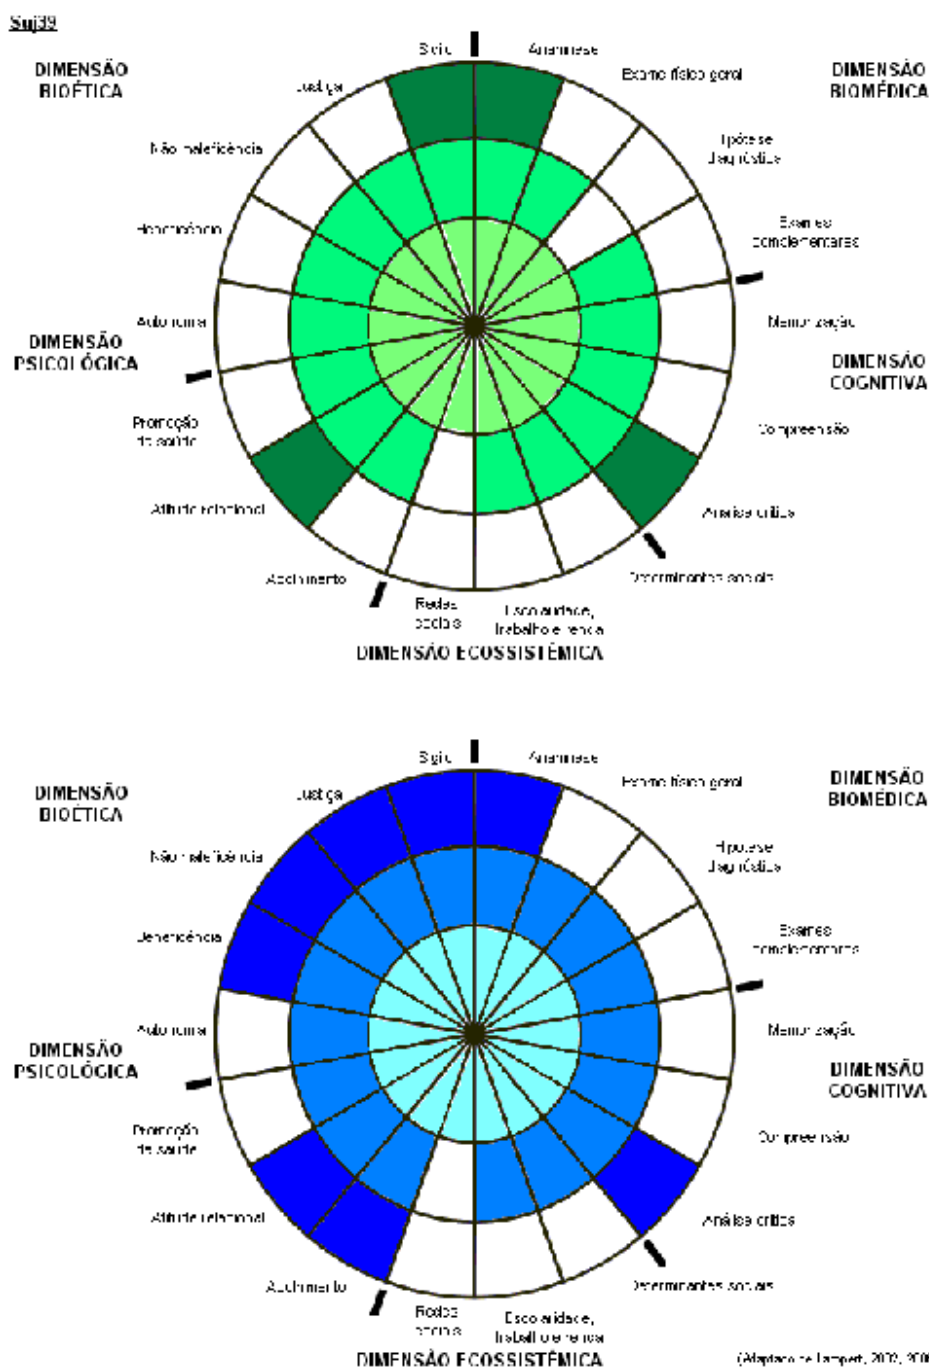 Suj39
Sigilo
Anamnese
DIMENSÃO
BIOÉTICA
Justiça
Exame físico geral
DIMENSÃO
BIOMÉDICA
Não maleficência
Hipótese
diagnóstica
Beneficência
Exames
complementares
Autonomia
Memorização
DIMENSÃO
PSICOLÓGICA
DIMENSÃO
COGNITIVA
Promoção
da saúde
Compreensão
Atitude relacional
Análise crítica
Acolhimento
Determinantes sociais
Redes
sociais
Escolaridade,
trabalho e renda
DIMENSÃO ECOSSISTÊMICA
Sigilo
Anamnese
DIMENSÃO
BIOÉTICA
Justiça
Exame físico geral
DIMENSÃO
BIOMÉDICA
Não maleficência
Hipótese
diagnóstica
Beneficência
Exames
complementares
Autonomia
Memorização
DIMENSÃO
PSICOLÓGICA
DIMENSÃO
COGNITIVA
Promoção
da saúde
Compreensão
Atitude relacional
Análise crítica
Acolhimento
Determinantes sociais
Redes
sociais
Escolaridade,
trabalho e renda
DIMENSÃO ECOSSISTÊMICA
(Adaptado de Lampert, 2002,